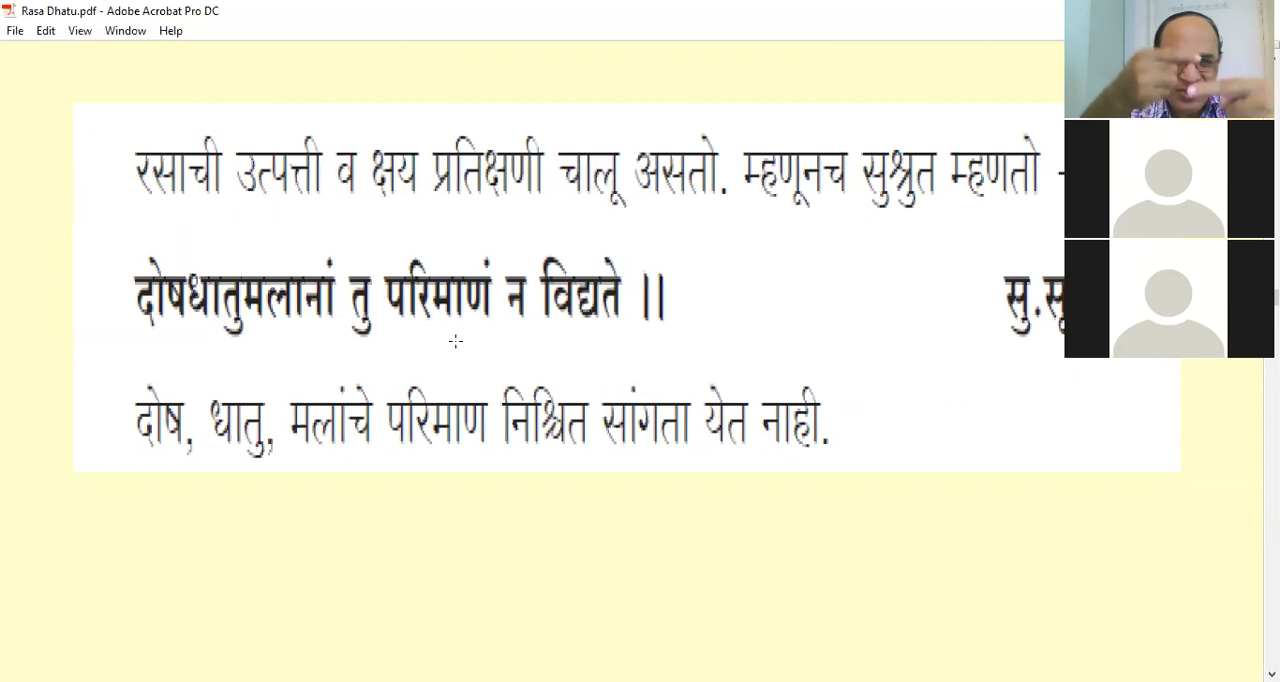 Rasa Dhatu.pdf - Adobe Acrobat Pro DC
File Edit View Window Help
रसाची उत्पत्ती व क्षय प्रतिक्षणी चालू असतो. म्हणूनच सुश्रुत म्हणतो -
दोषधातुमलानां तु परिमाणं न विद्यते ।। सु.सू
दोष, धातु, मलांचे परिमाण निश्चित सांगता येत नाही.